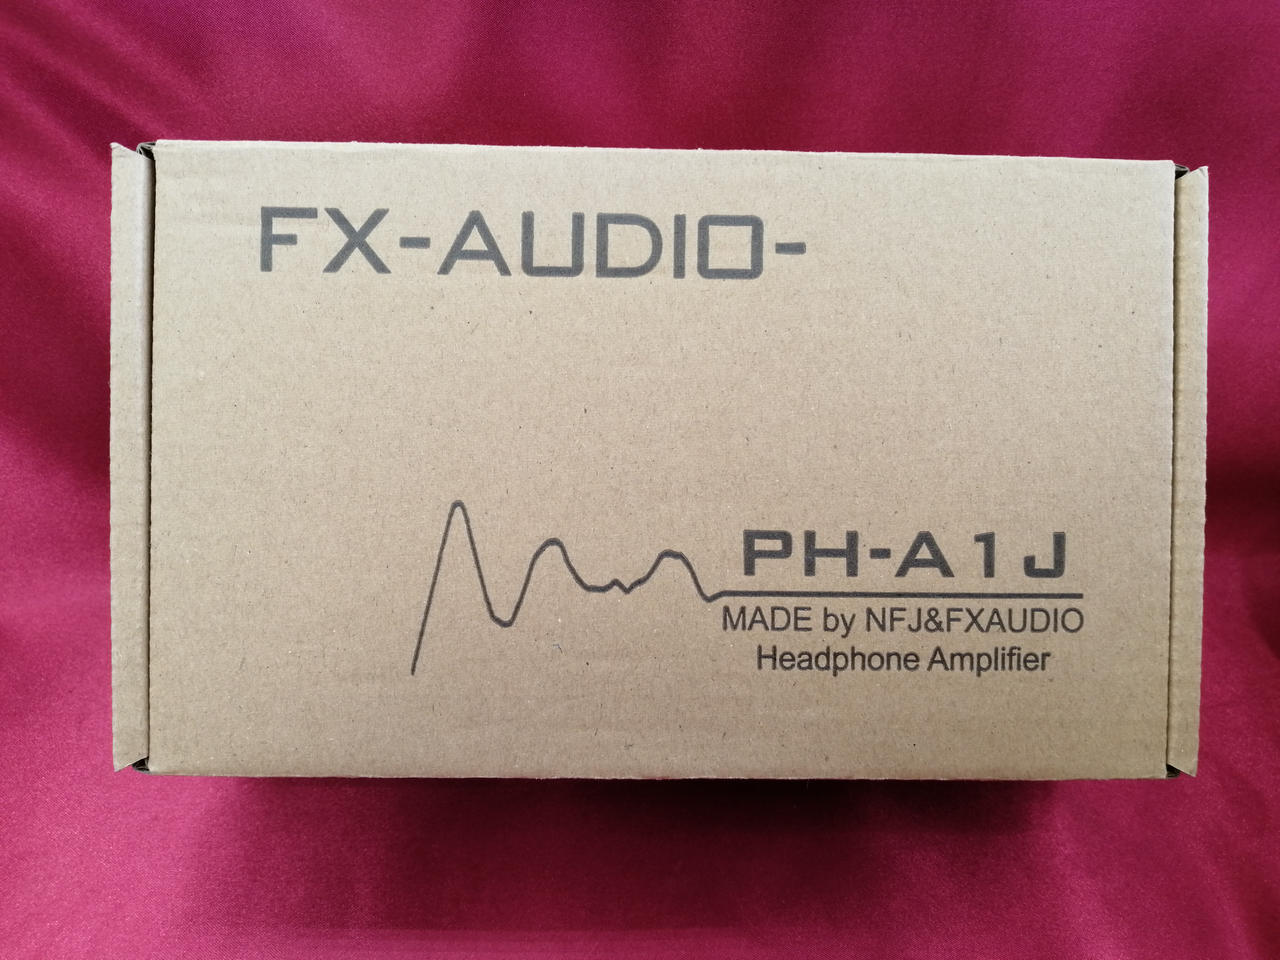 FX-AUDIO-
PH-A1J
MADE by NFJ&FXAUDIO
Headphone Amplifier